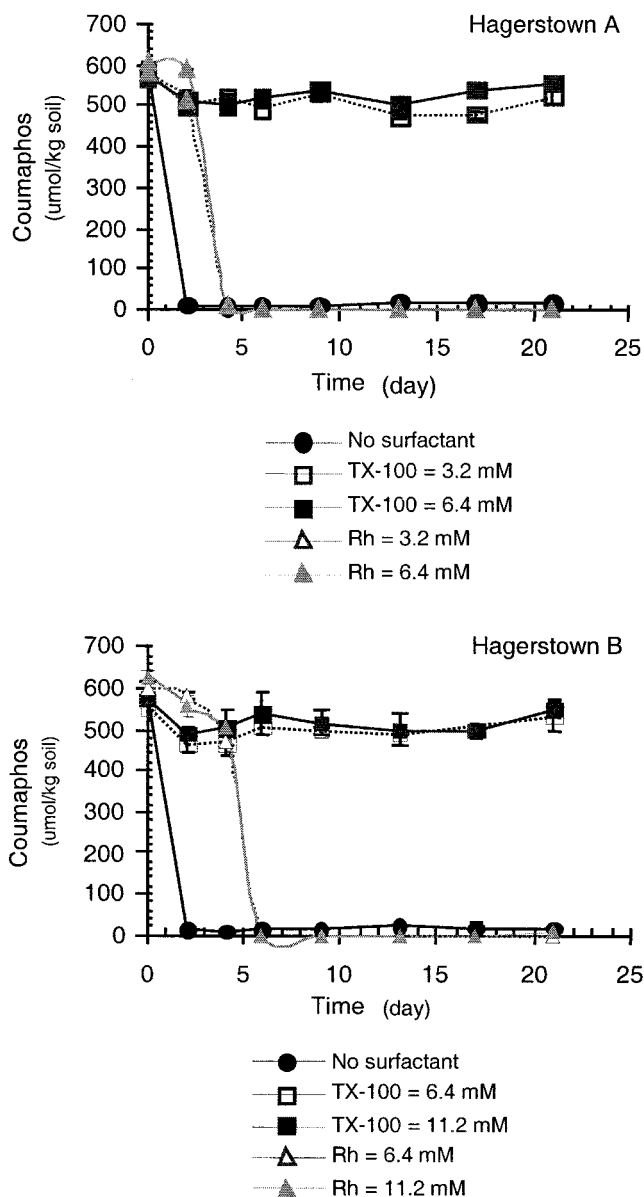 Hagerstown A
700
600
500
400
300
200
100
0
Coumaphos
(umol/kg soil)
0 5 10 15 20 25
Time (day)
No surfactant
TX-100 = 3.2 mM
TX-100 = 6.4 mM
Rh = 3.2 mM
Rh = 6.4 mM
Hagerstown B
700
600
500
400
300
200
100
0
Coumaphos
(umol/kg soil)
0 5 10 15 20 25
Time (day)
No surfactant
TX-100 = 6.4 mM
TX-100 = 11.2 mM
Rh = 6.4 mM
Rh = 11.2 mM